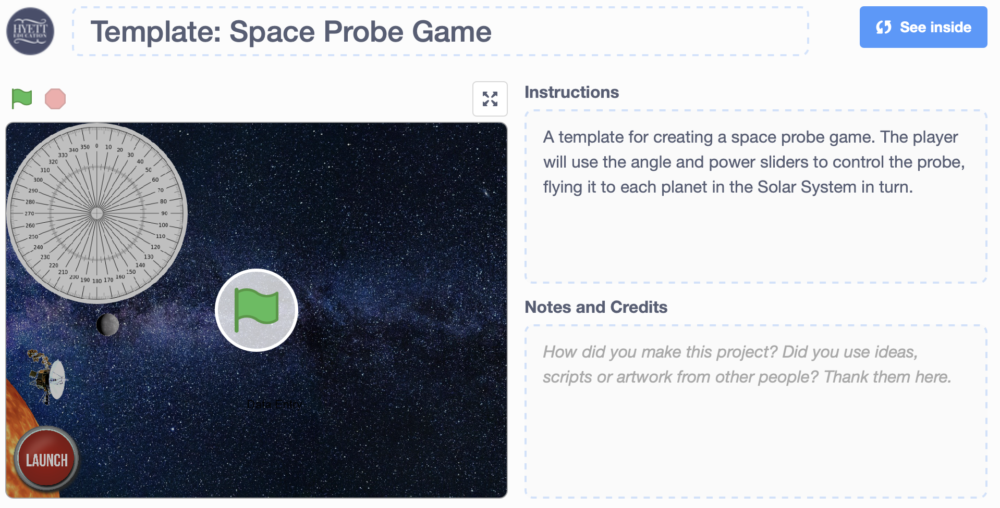 HYETT
EDUCATION
Template: Space Probe Game
See inside
Instructions
A template for creating a space probe game. The player
will use the angle and power sliders to control the probe,
flying it to each planet in the Solar System in turn.
Notes and Credits
How did you make this project? Did you use ideas,
scripts or artwork from other people? Thank them here.
0 10 20 30 40 50 60 70 80 90 100 110 120 130 140 150 160 170 180 190 200 210 220 230 240 250 260 270 280 290 300 310 320 330 340 350
Data Entry
LAUNCH